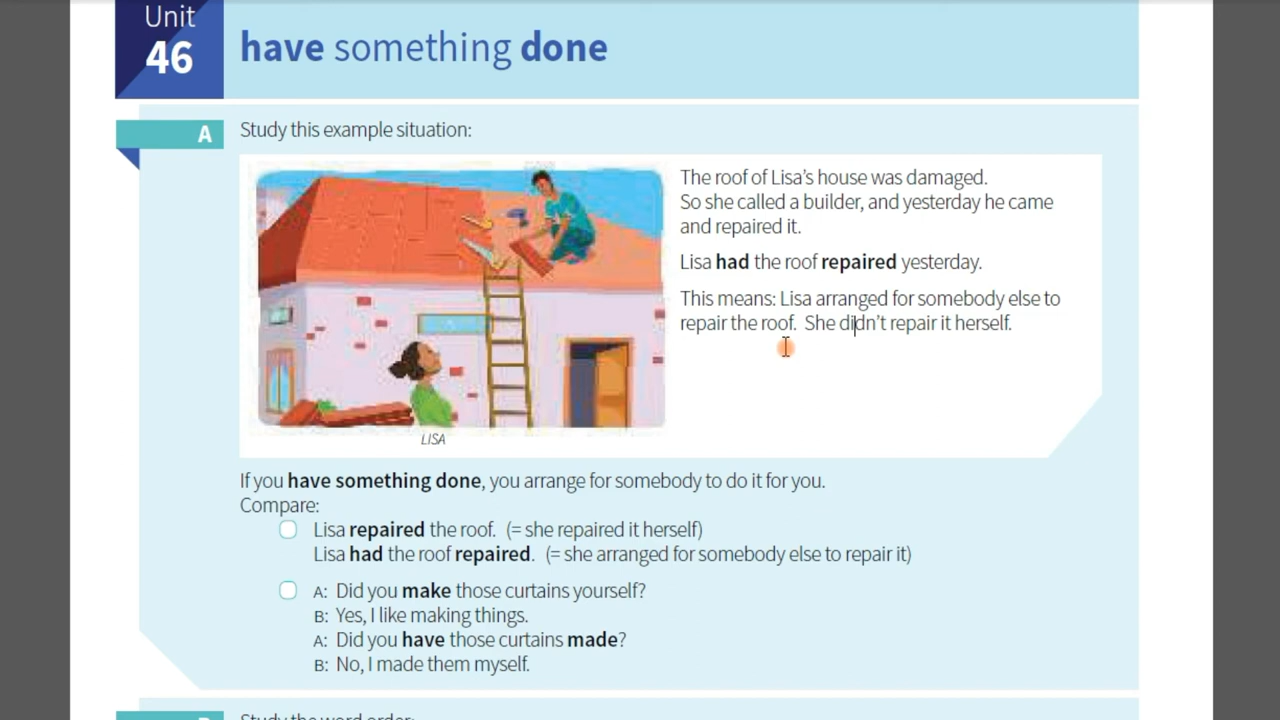 Unit
46
have something done
A
Study this example situation:
The roof of Lisa's house was damaged.
So she called a builder, and yesterday he came
and repaired it.
Lisa had the roof repaired yesterday.
This means: Lisa arranged for somebody else to
repair the roof. She didn't repair it herself.
LISA
If you have something done, you arrange for somebody to do it for you.
Compare:
Lisa repaired the roof. (= she repaired it herself)
Lisa had the roof repaired. (= she arranged for somebody else to repair it)
A: Did you make those curtains yourself?
B: Yes, I like making things.
A: Did you have those curtains made?
B: No, I made them myself.
Study the word order: